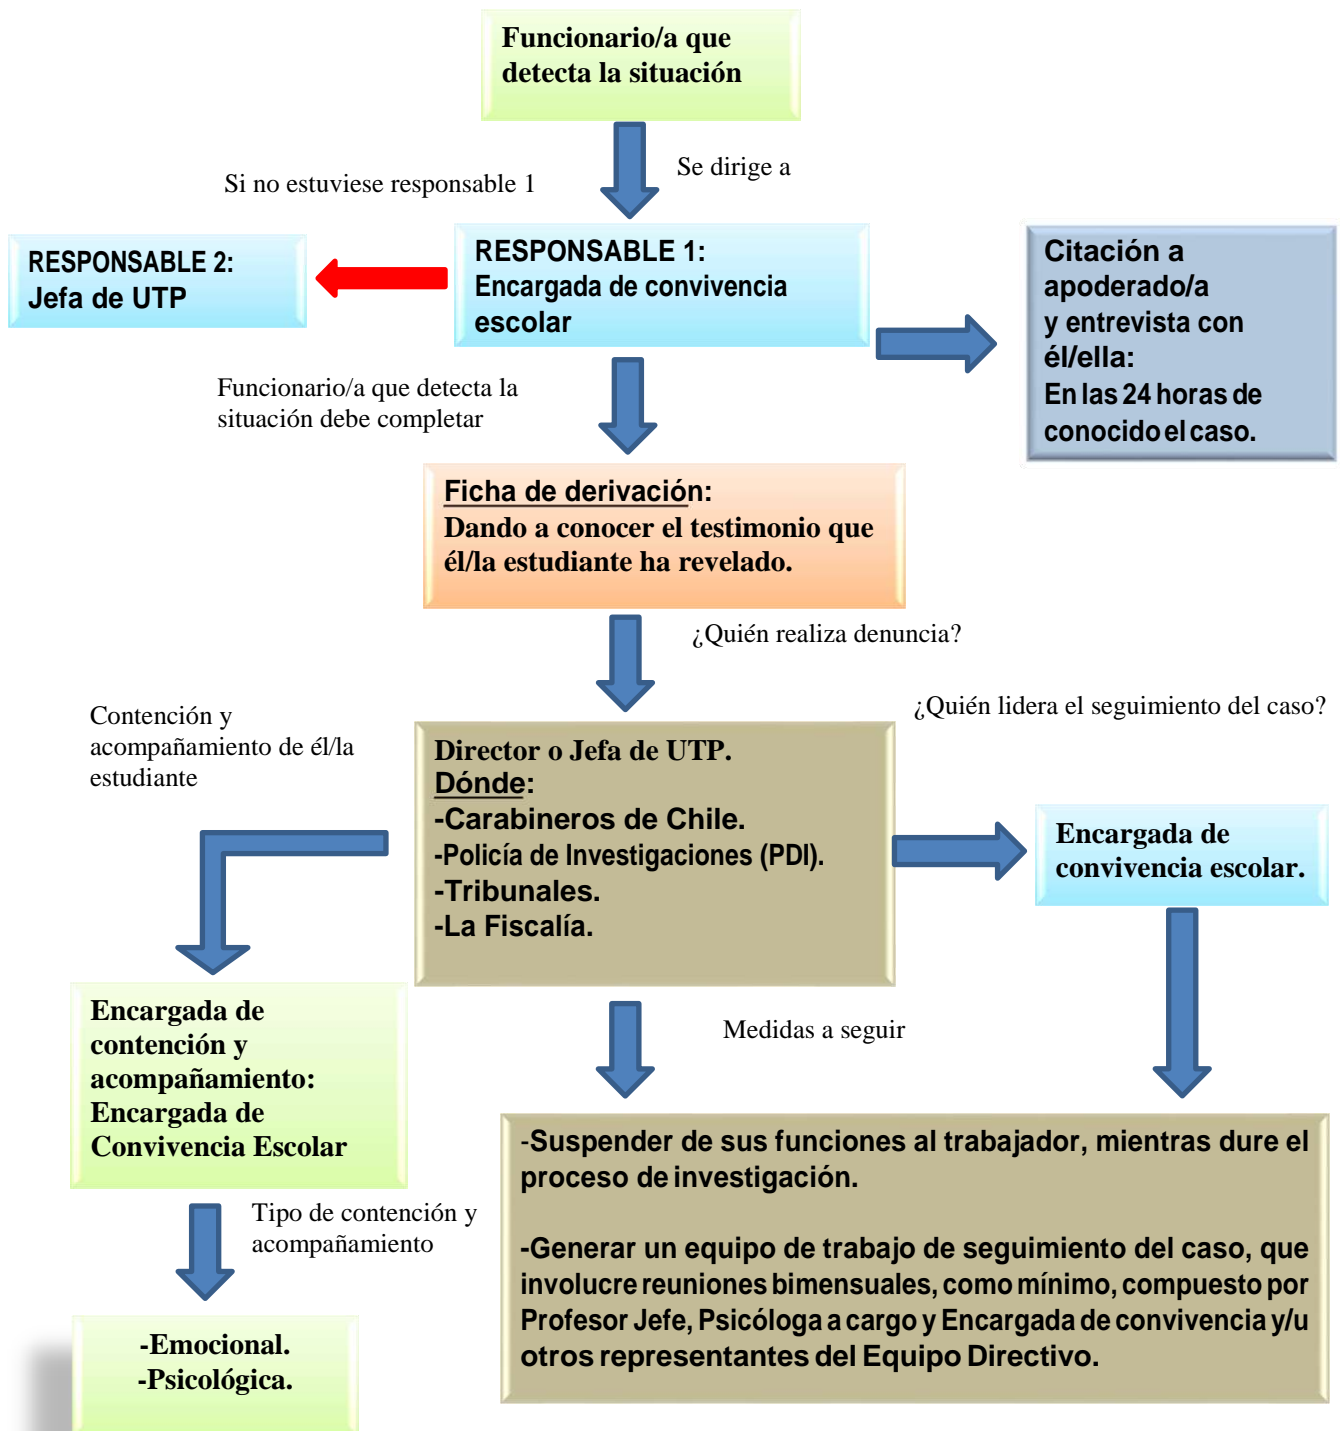 Funcionario/a que
detecta la situación
Se dirige a
Si no estuviese responsable 1
RESPONSABLE 2:
Jefa de UTP
RESPONSABLE 1:
Encargada de convivencia
escolar
Citación a
apoderado/a
y entrevista con
él/ella:
En las 24 horas de
conocido el caso.
Funcionario/a que detecta la
situación debe completar
Ficha de derivación:
Dando a conocer el testimonio que
él/la estudiante ha revelado.
¿Quién realiza denuncia?
¿Quién lidera el seguimiento del caso?
Contención y
acompañamiento de él/la
estudiante
Director o Jefa de UTP.
Dónde:
-Carabineros de Chile.
-Policía de Investigaciones (PDI).
-Tribunales.
-La Fiscalía.
Encargada de
convivencia escolar.
Encargada de
contención y
acompañamiento:
Encargada de
Convivencia Escolar
Medidas a seguir
-Suspender de sus funciones al trabajador, mientras dure el
proceso de investigación.
-Generar un equipo de trabajo de seguimiento del caso, que
involucre reuniones bimensuales, como mínimo, compuesto por
Profesor Jefe, Psicóloga a cargo y Encargada de convivencia y/u
otros representantes del Equipo Directivo.
Tipo de contención y
acompañamiento
-Emocional.
-Psicológica.